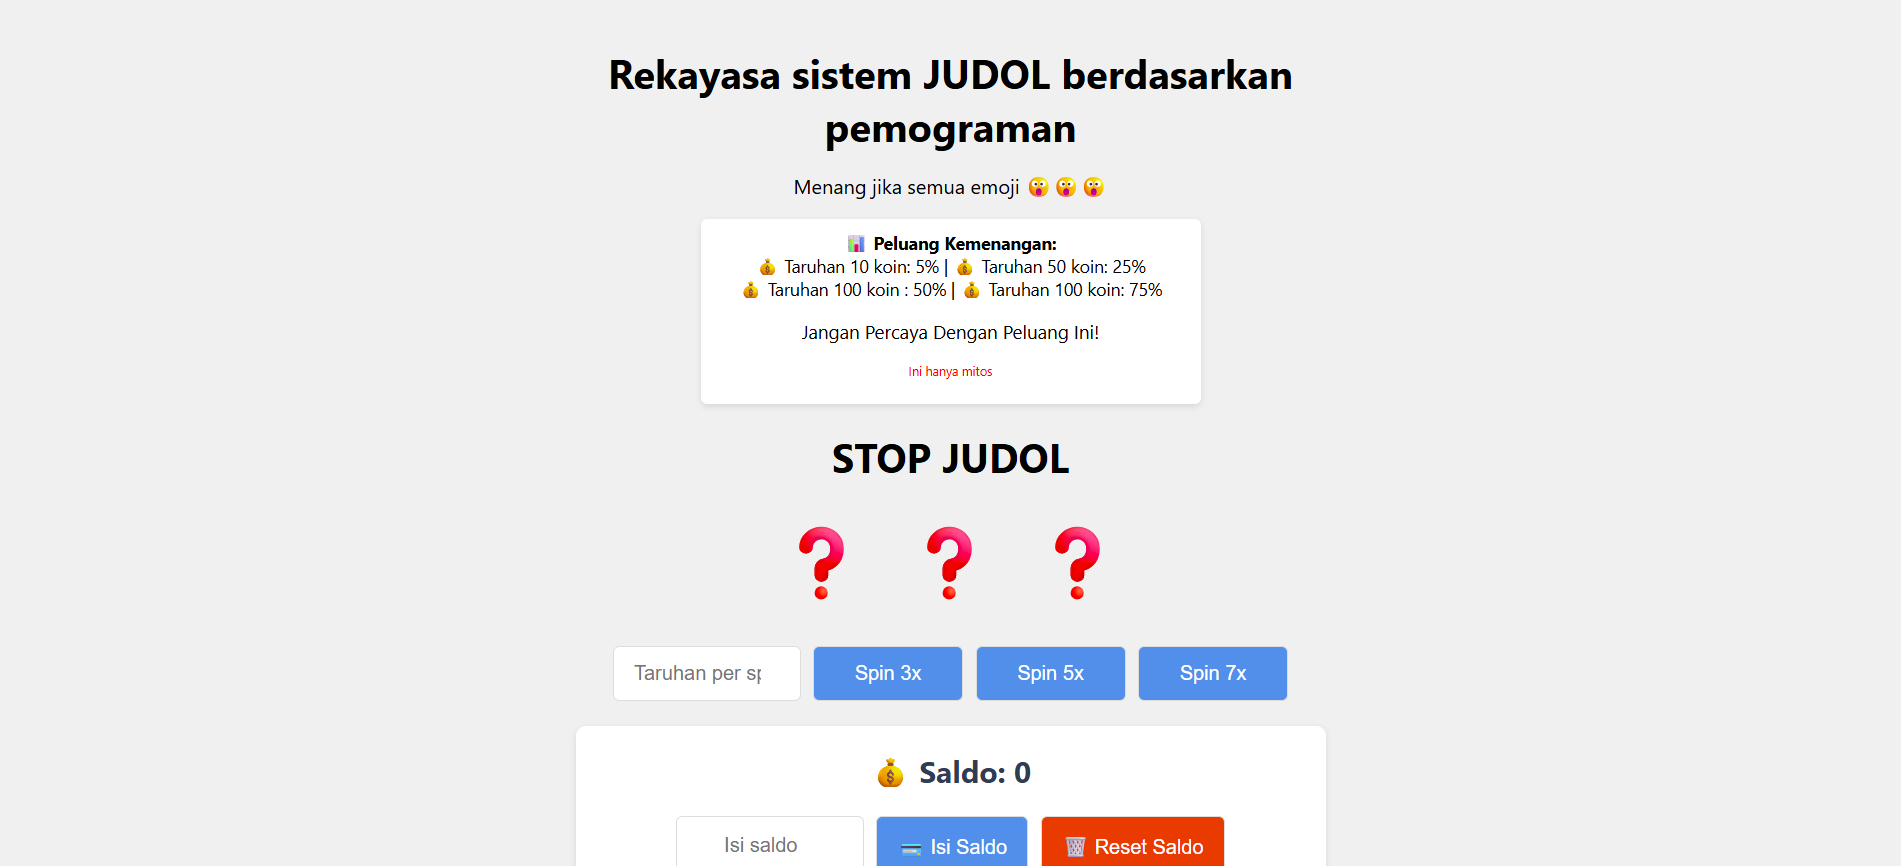 Rekayasa sistem JUDOL berdasarkan
pemograman
Menang jika semua emoji 😲 😲 😲
📊 Peluang Kemenangan:
💰 Taruhan 10 koin: 5% | 💰 Taruhan 50 koin: 25%
💰 Taruhan 100 koin : 50% | 💰 Taruhan 100 koin: 75%
Jangan Percaya Dengan Peluang Ini!
Ini hanya mitos
STOP JUDOL
❓ ❓ ❓
Taruhan per sp Spin 3x Spin 5x Spin 7x
💰 Saldo: 0
Isi saldo 💳 Isi Saldo 🗑️ Reset Saldo